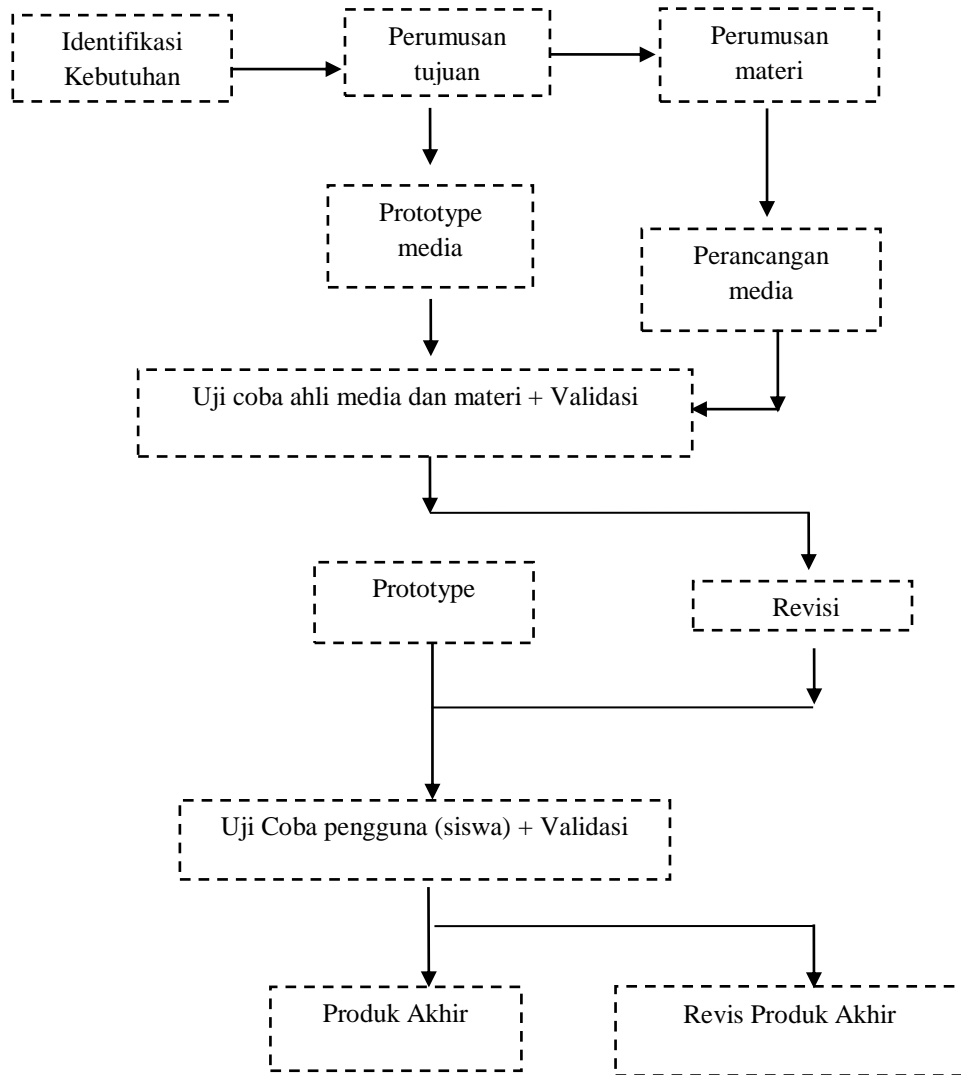 Identifikasi
Kebutuhan
Perumusan
tujuan
Perumusan
materi
Prototype
media
Perancangan
media
Uji coba ahli media dan materi + Validasi
Prototype
Revisi
Uji Coba pengguna (siswa) + Validasi
Produk Akhir
Revis Produk Akhir